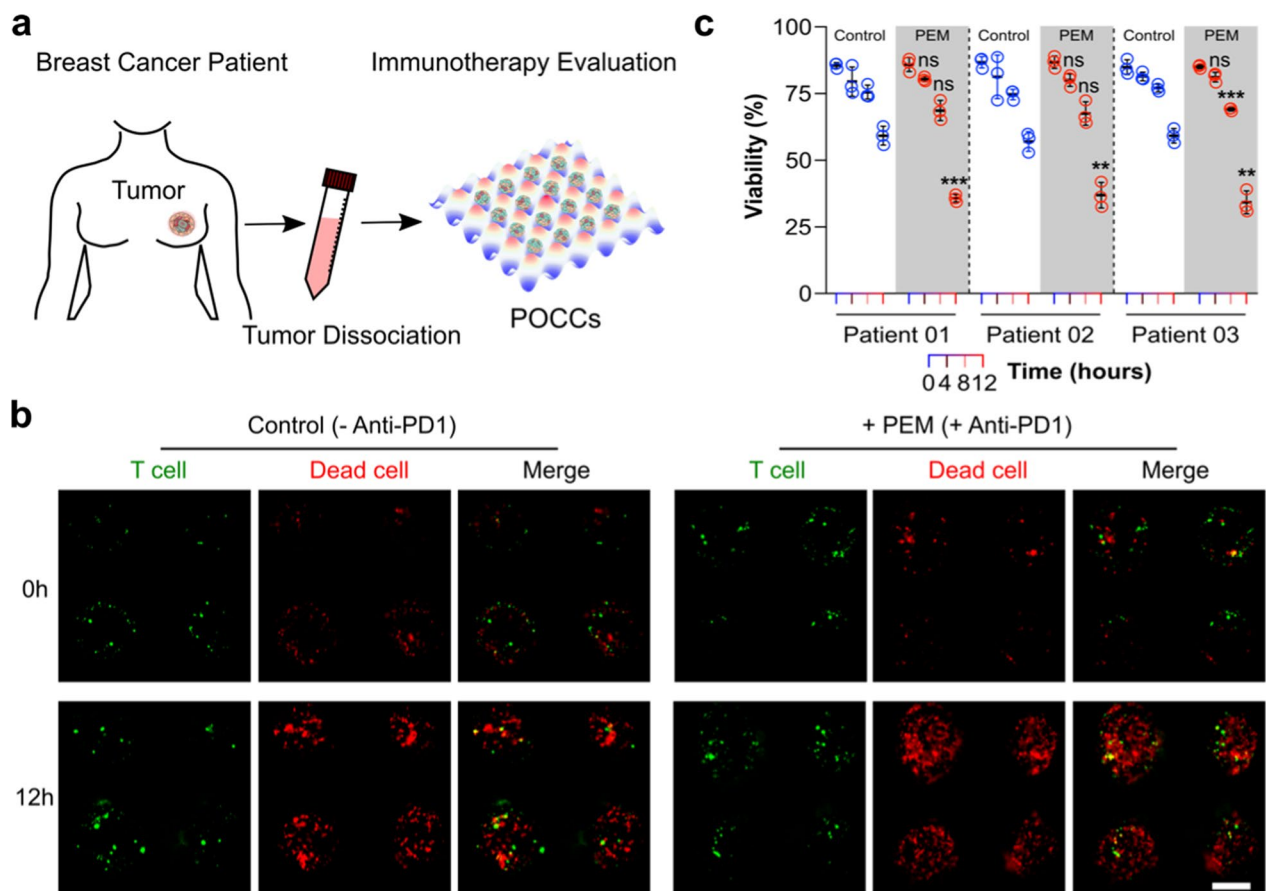 a
Breast Cancer Patient
Immunotherapy Evaluation
Tumor
Tumor Dissociation
POCCs
c
Viability (%)
100
75
50
25
0
Control PEM Control PEM Control PEM
ns ns ***
ns ns **
ns *** **
Patient 01 Patient 02 Patient 03
0 4 8 12 Time (hours)
b
Control (- Anti-PD1)
+ PEM (+ Anti-PD1)
T cell Dead cell Merge
T cell Dead cell Merge
0h
12h